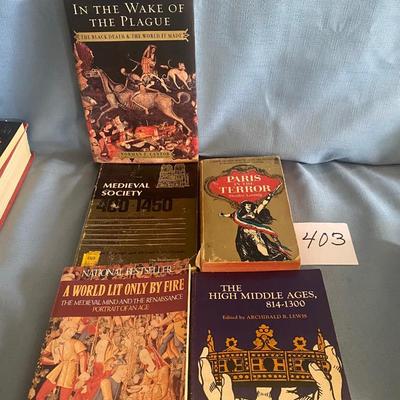 IN THE WAKE OF
THE PLAGUE
THE BLACK DEATH & THE WORLD IT MADE
NORMAN F. CANTOR
MEDIEVAL
SOCIETY
400-1450
PARIS
IN THE
TERROR
Stanley Loomis
403
NATIONAL BESTSELLER
A WORLD LIT ONLY BY FIRE
THE MEDIEVAL MIND AND THE RENAISSANCE
PORTRAIT OF AN AGE
THE
HIGH MIDDLE AGES,
814-1300
Edited by ARCHIBALD R. LEWIS